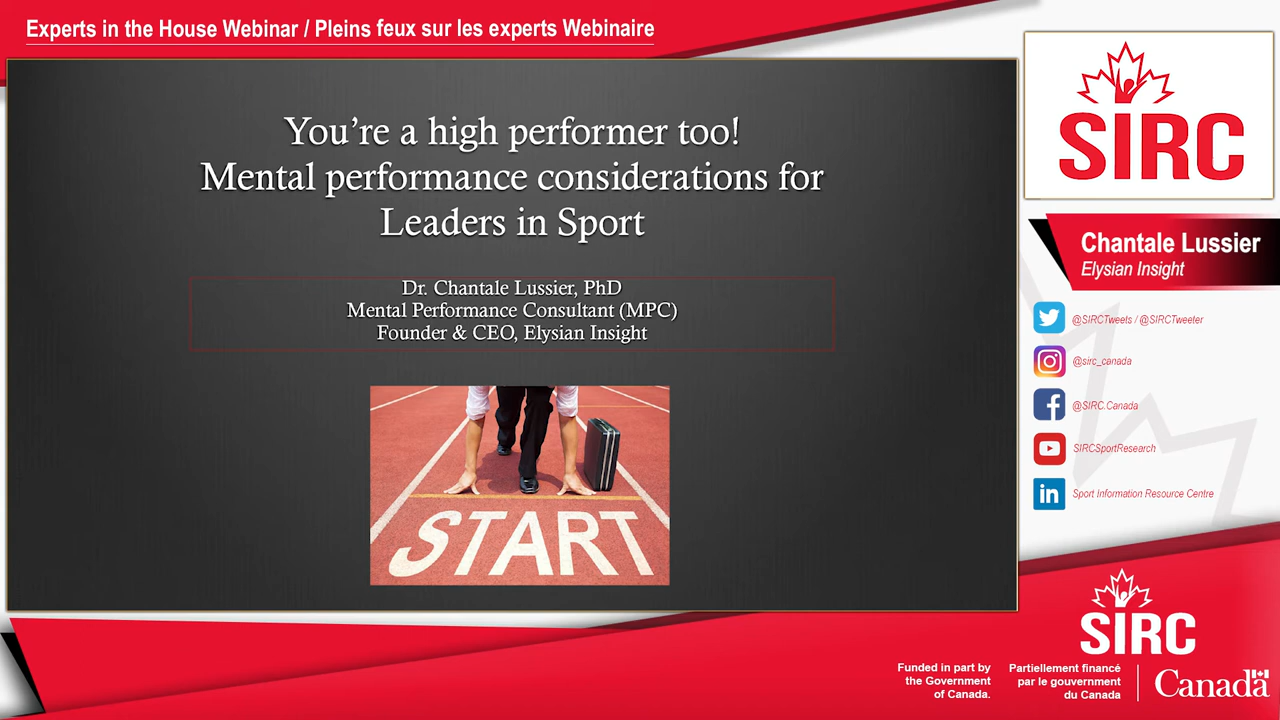 Experts in the House Webinar / Pleins feux sur les experts Webinaire
You're a high performer too!
Mental performance considerations for
Leaders in Sport
Dr. Chantale Lussier, PhD
Mental Performance Consultant (MPC)
Founder & CEO, Elysian Insight
START
SIRC
Chantale Lussier
Elysian Insight
@SIRCTweets / @SIRCTweeter
@sirc_canada
@SIRC.Canada
SIRCSportResearch
in
Sport Information Resource Centre
SIRC
Funded in part by
the Government
of Canada.
Partiellement financé
par le gouvernment
du Canada
Canada